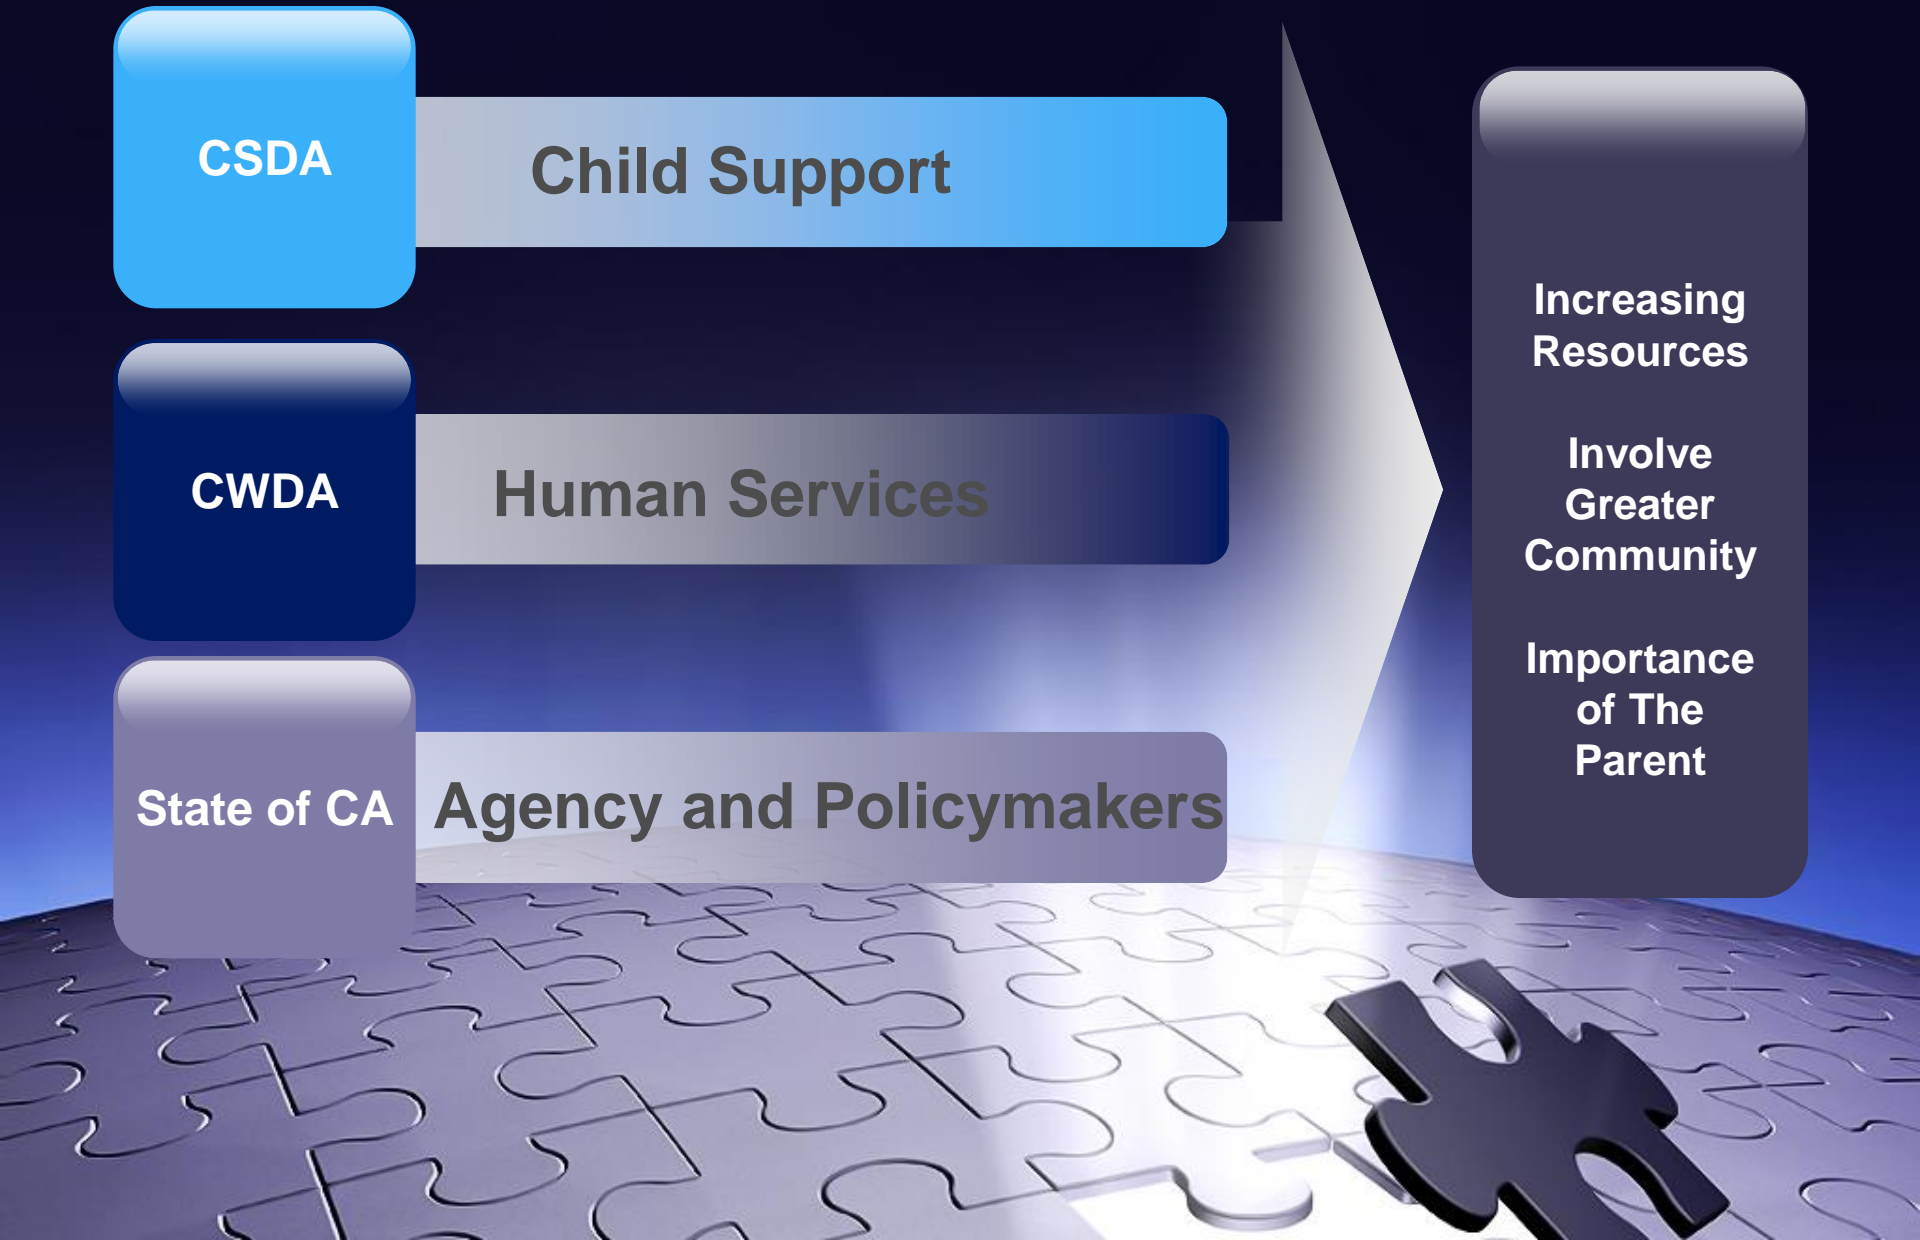 CSDA
Child Support
CWDA
Human Services
State of CA
Agency and Policymakers
Increasing
Resources
Involve
Greater
Community
Importance
of The
Parent